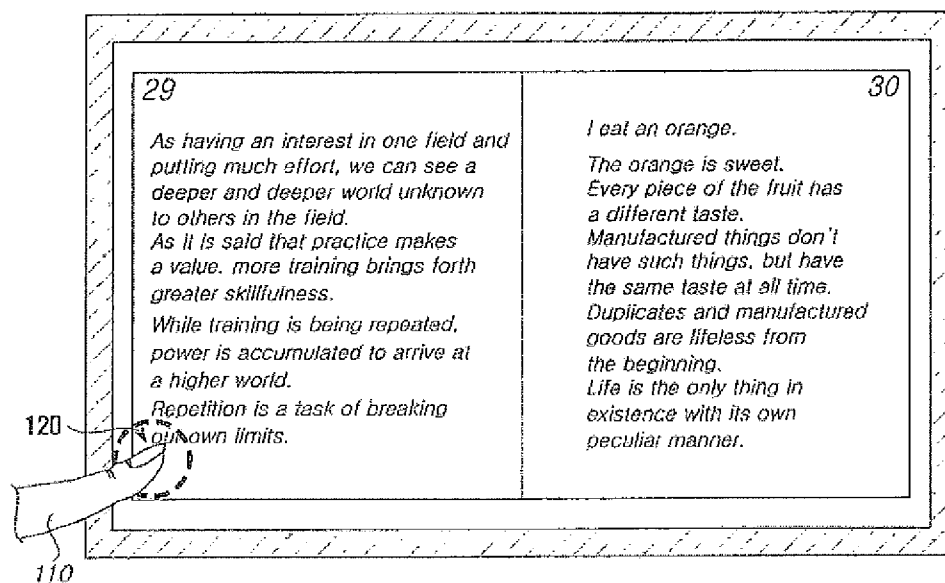 29
As having an interest in one field and
putting much effort, we can see a
deeper and deeper world unknown
to others in the field.
As it is said that practice makes
a value. more training brings forth
greater skillfulness.
While training is being repeated,
power is accumulated to arrive at
a higher world.
Repetition is a task of breaking
our own limits.
30
I eat an orange.
The orange is sweet.
Every piece of the fruit has
a different taste.
Manufactured things don't
have such things, but have
the same taste at all time.
Duplicates and manufactured
goods are lifeless from
the beginning.
Life is the only thing in
existence with its own
peculiar manner.
120
110